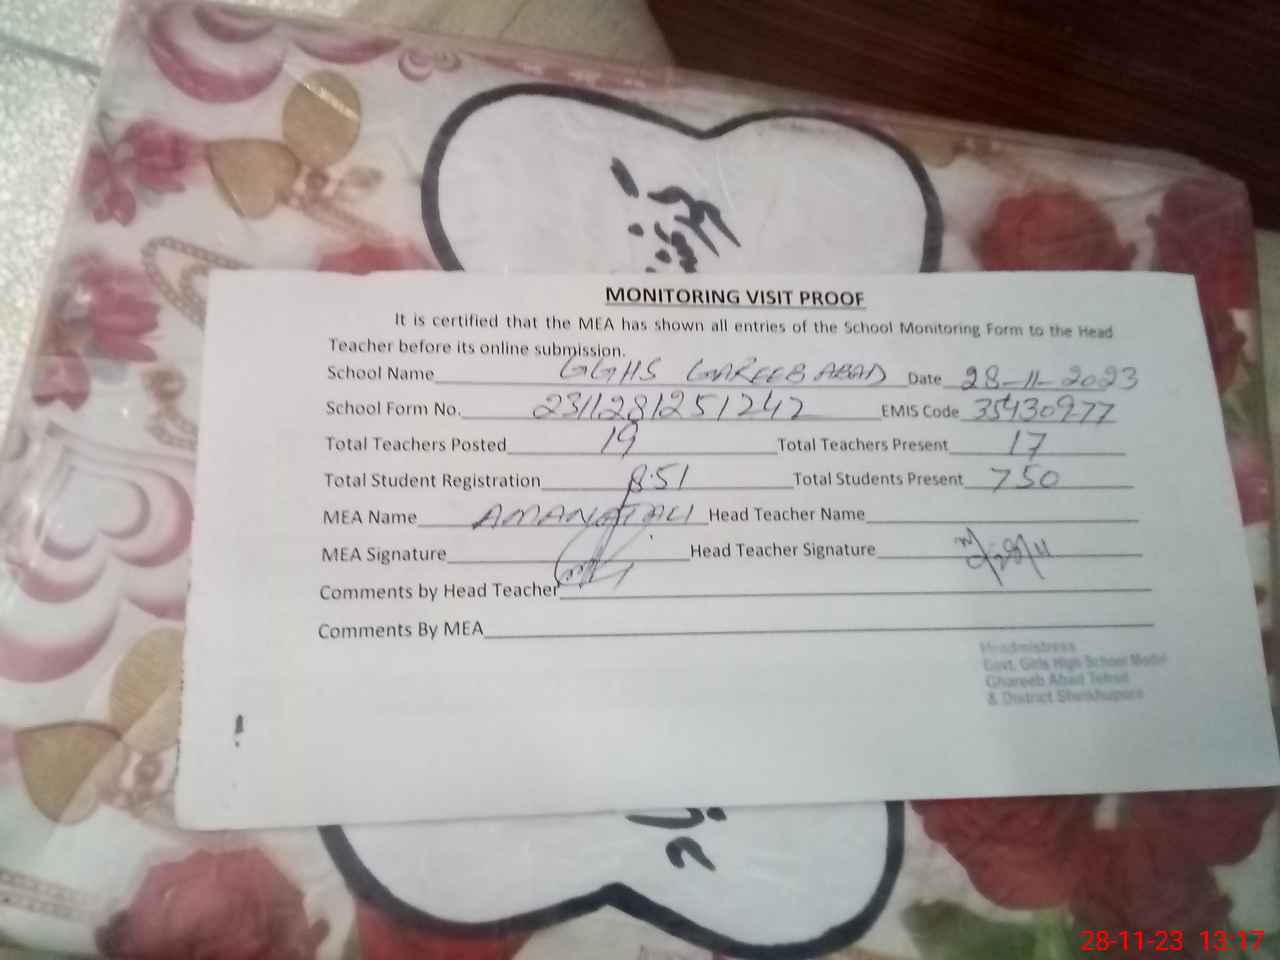 MONITORING VISIT PROOF
It is certified that the MEA has shown all entries of the School Monitoring Form to the Head
Teacher before its online submission.
School Name GGHS GAREEB ABAD Date 28-11-2023
School Form No. 2311281251242 EMIS Code 35430977
Total Teachers Posted 19 Total Teachers Present 17
Total Student Registration 851 Total Students Present 750
MEA Name AMANAT ALI Head Teacher Name
MEA Signature Head Teacher Signature
Comments by Head Teacher
Comments By MEA
Headmistress
Govt. Girls High School Model
Ghareeb Abad Tehsil
& District Sheikhupura
28-11-23 13:17